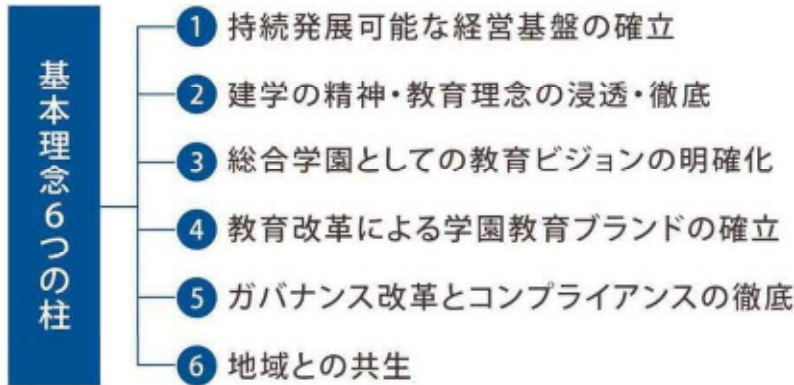 基本理念6つの柱
1 持続発展可能な経営基盤の確立
2 建学の精神・教育理念の浸透・徹底
3 総合学園としての教育ビジョンの明確化
4 教育改革による学園教育ブランドの確立
5 ガバナンス改革とコンプライアンスの徹底
6 地域との共生